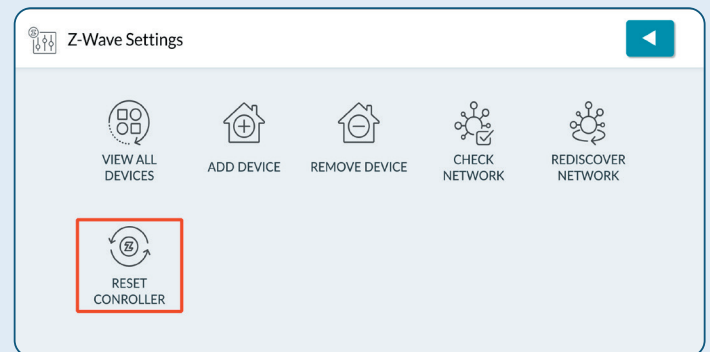 Z-Wave Settings
VIEW ALL
DEVICES
ADD DEVICE
REMOVE DEVICE
CHECK
NETWORK
REDISCOVER
NETWORK
RESET
CONROLLER